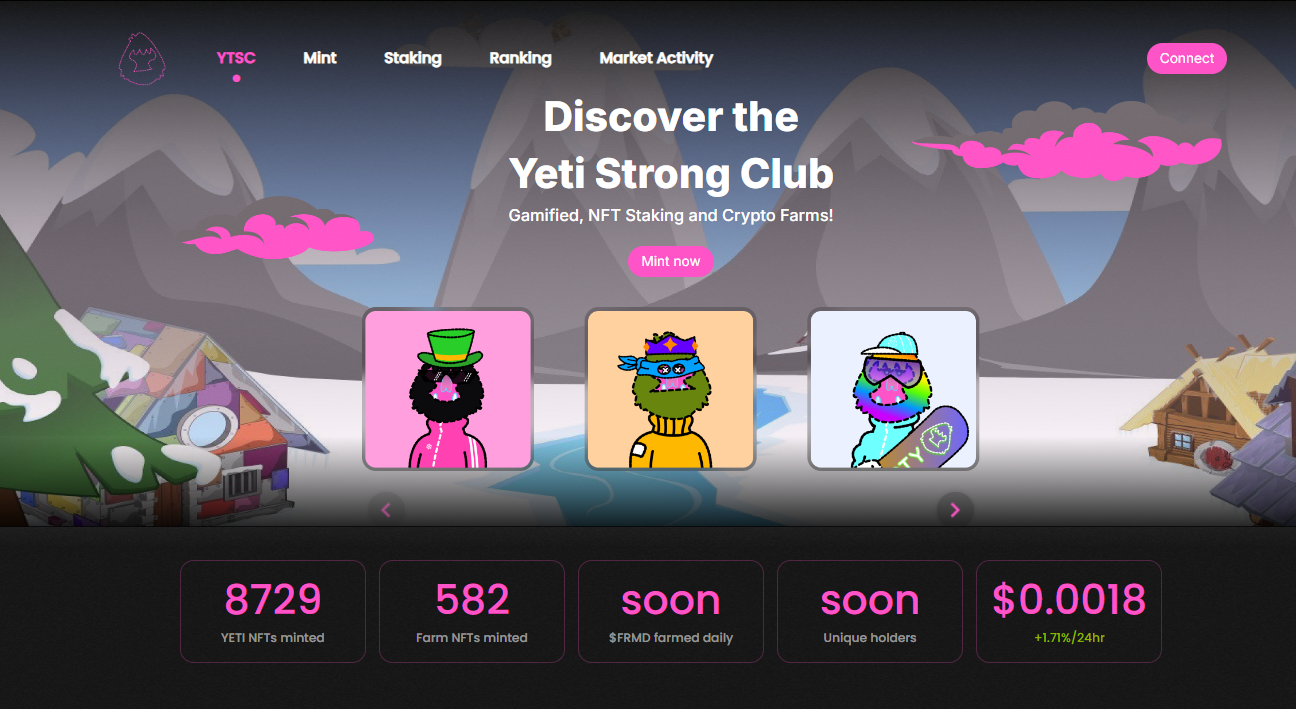 YTSC
Mint
Staking
Ranking
Market Activity
Connect
Discover the
Yeti Strong Club
Gamified, NFT Staking and Crypto Farms!
Mint now
TY
8729
YETI NFTs minted
582
Farm NFTs minted
soon
$FRMD farmed daily
soon
Unique holders
$0.0018
+1.71%/24hr